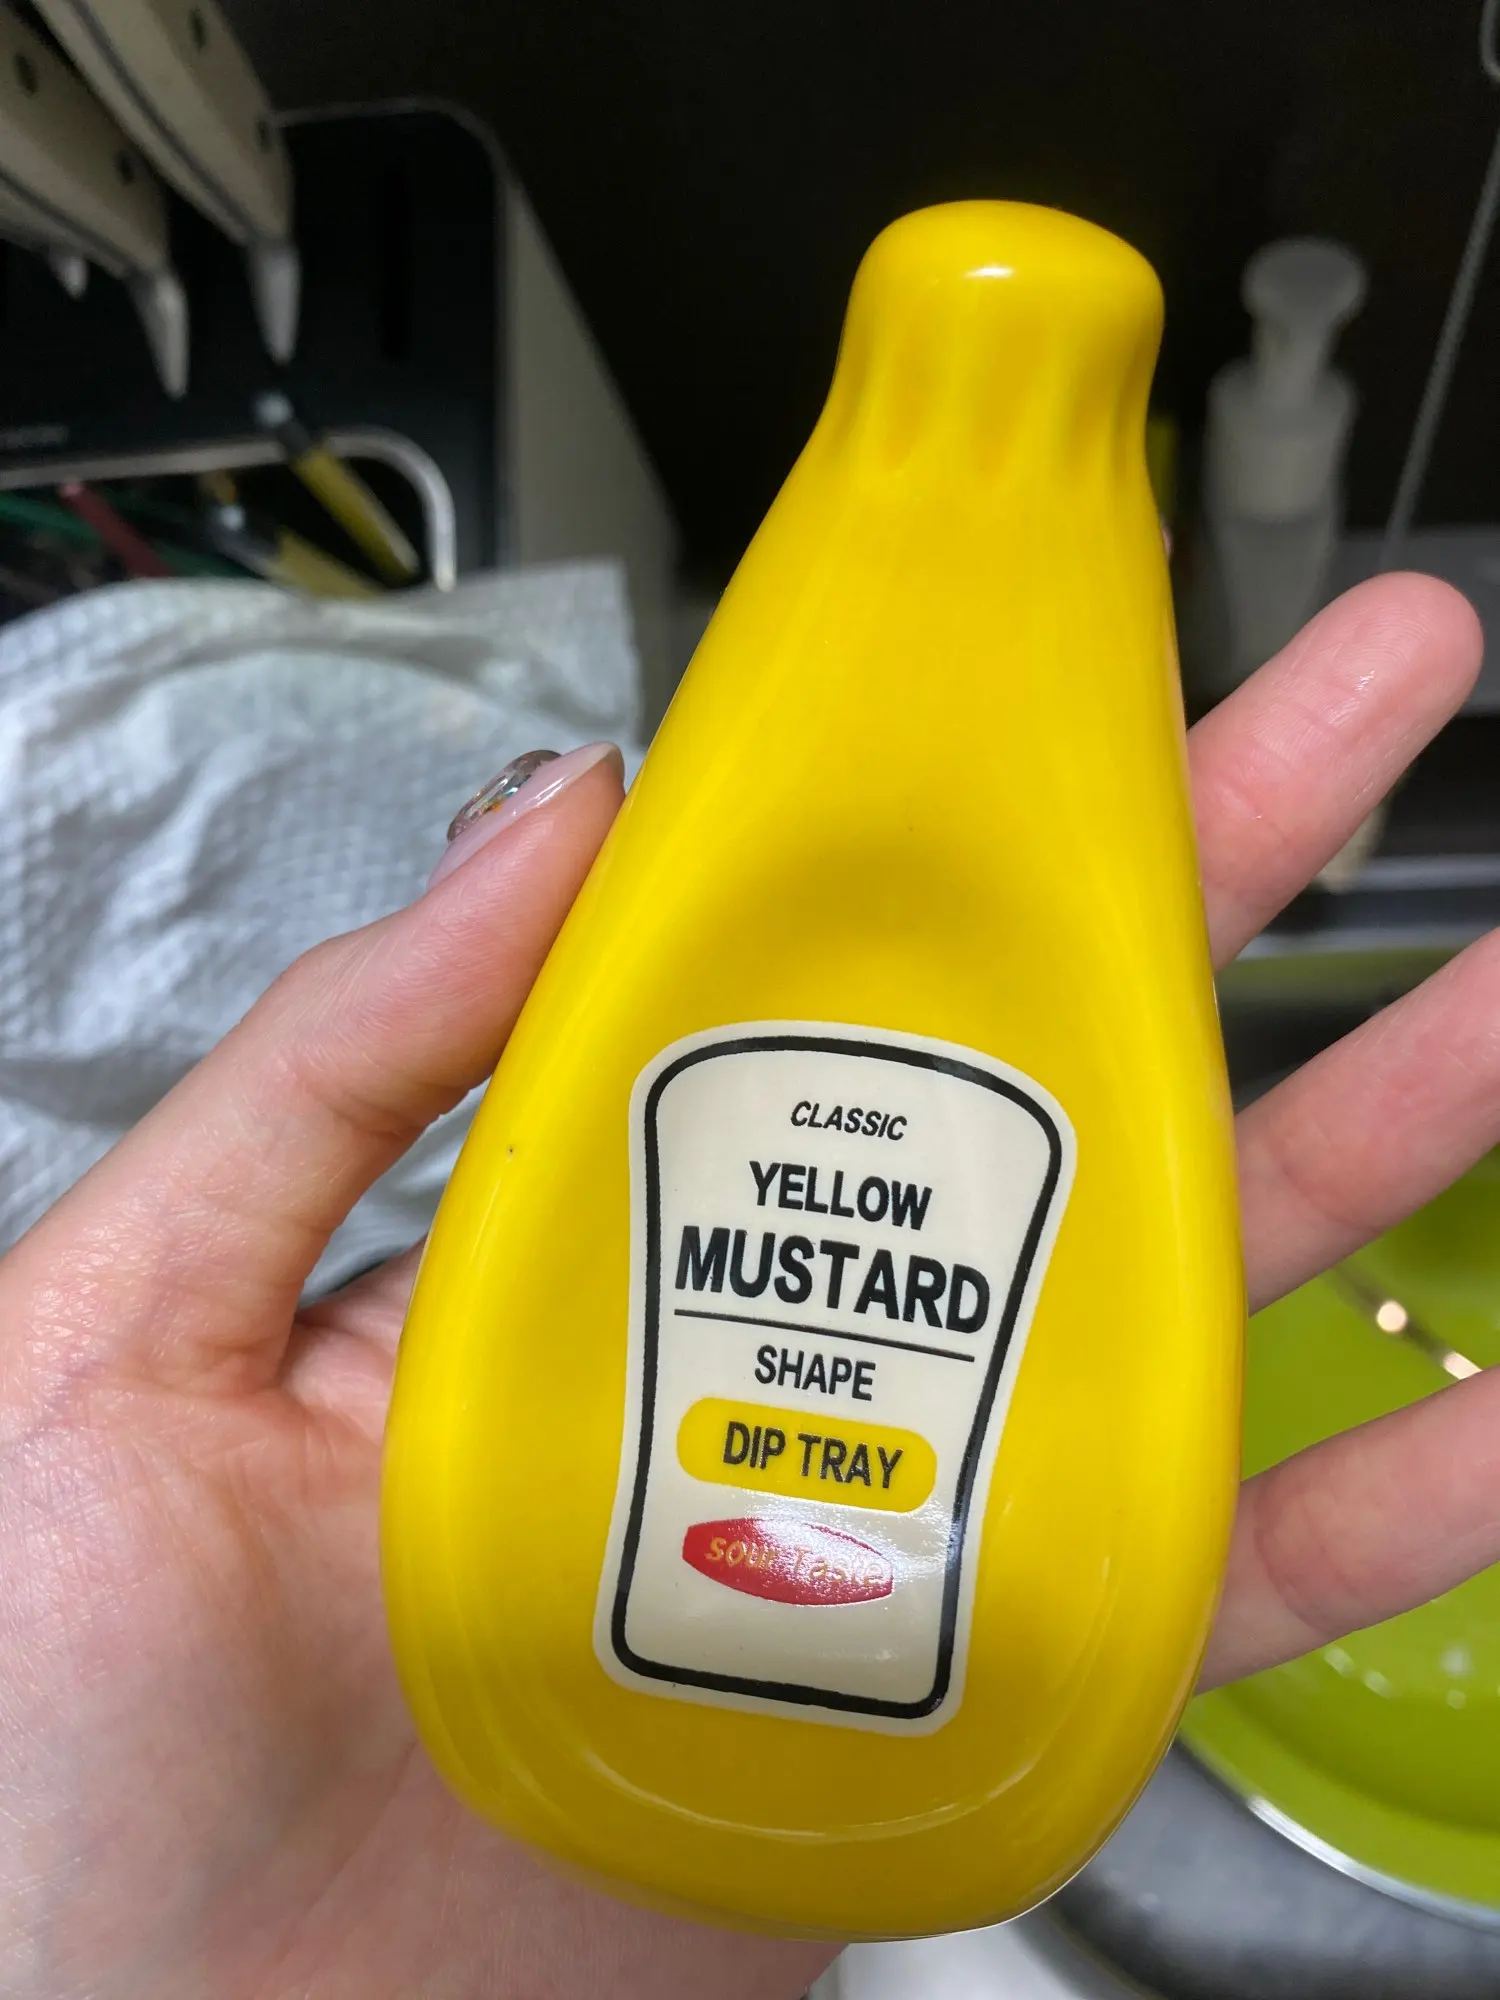 CLASSIC
YELLOW
MUSTARD
SHAPE
DIP TRAY
sour Taste